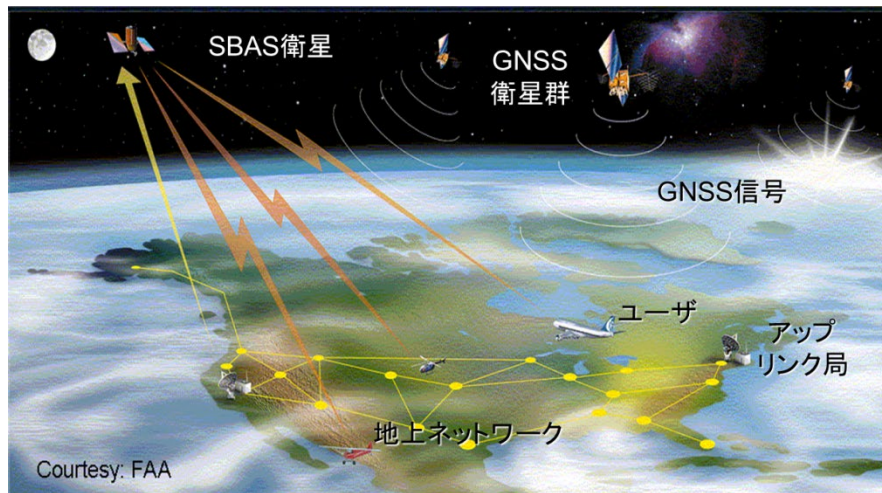 SBAS衛星
GNSS
衛星群
GNSS信号
ユーザ
アップ
リンク局
地上ネットワーク
Courtesy: FAA